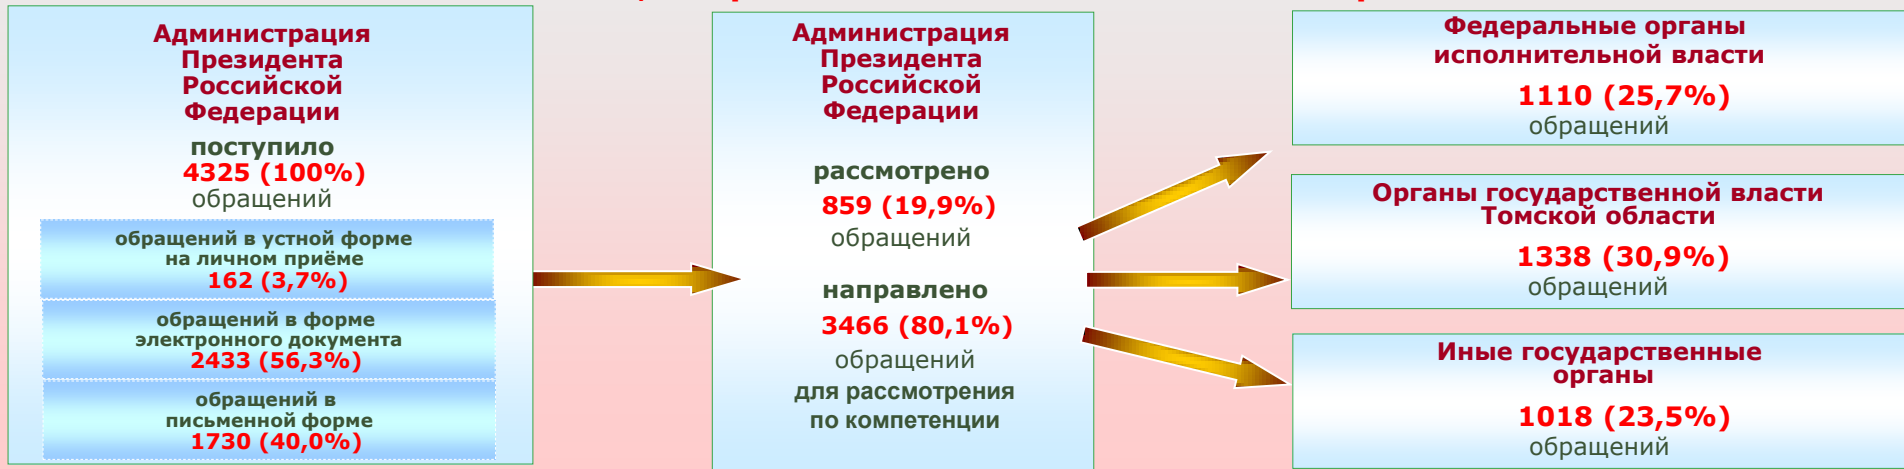 Администрация
Президента
Российской
Федерации
поступило
4325 (100%)
обращений
обращений в устной форме
на личном приёме
162 (3,7%)
обращений в форме
электронного документа
2433 (56,3%)
обращений в
письменной форме
1730 (40,0%)
Администрация
Президента
Российской
Федерации
рассмотрено
859 (19,9%)
обращений
направлено
3466 (80,1%)
обращений
для рассмотрения
по компетенции
Федеральные органы
исполнительной власти
1110 (25,7%)
обращений
Органы государственной власти
Томской области
1338 (30,9%)
обращений
Иные государственные
органы
1018 (23,5%)
обращений